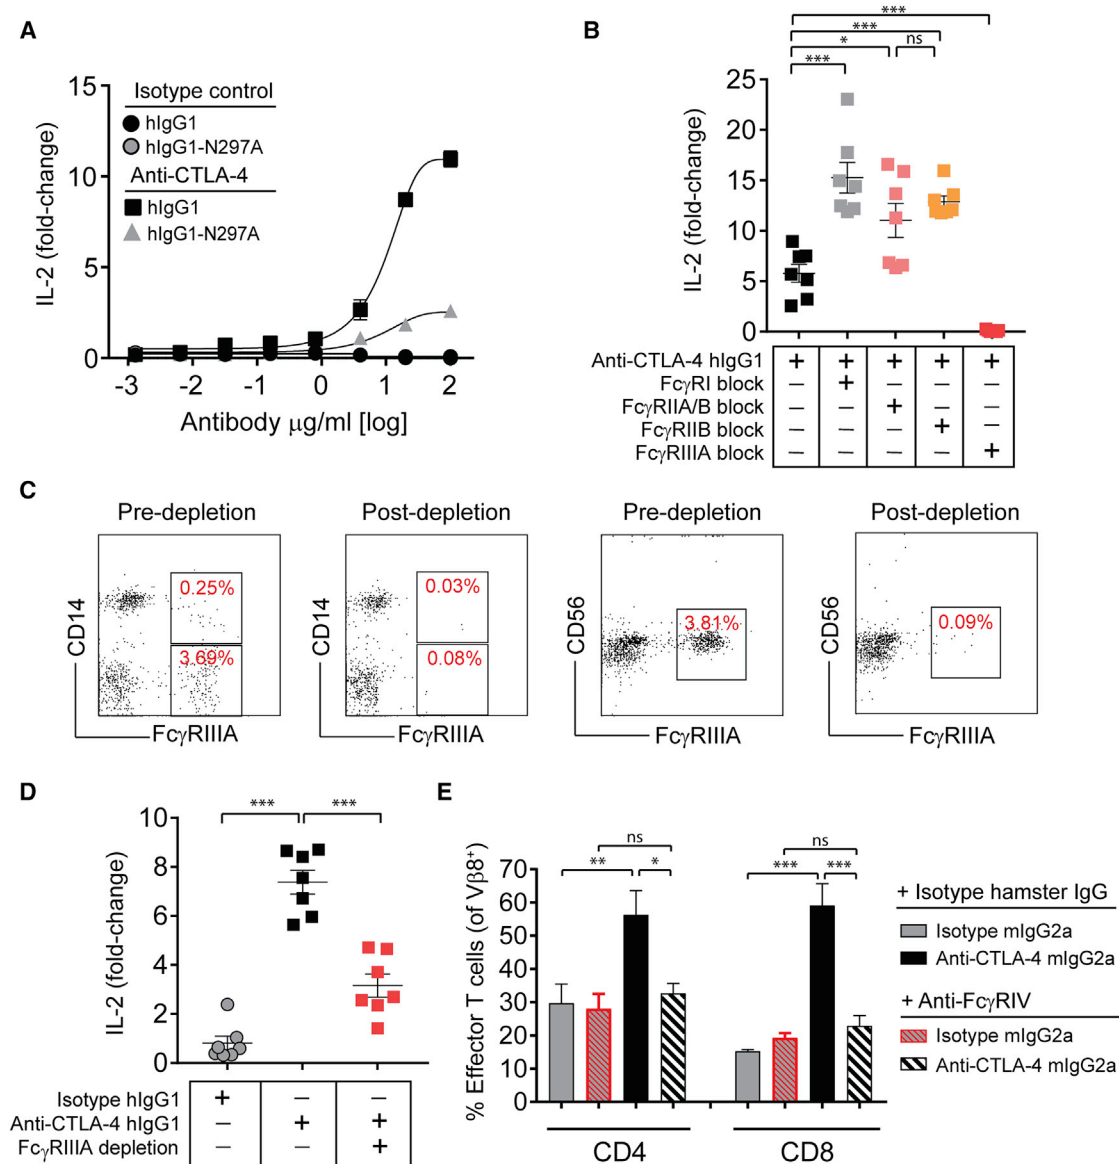 A
IL-2 (fold-change)
15
10
5
0
-3
-2
-1
0
1
2
Antibody μg/ml [log]
Isotype control
hIgG1
hIgG1-N297A
Anti-CTLA-4
hIgG1
hIgG1-N297A
B
***
***
*
ns
***
IL-2 (fold-change)
25
20
15
10
5
0
Anti-CTLA-4 hIgG1 + + + + +
FcγRI block – + – – –
FcγRIIA/B block – – + – –
FcγRIIB block – – – + –
FcγRIIIA block – – – – +
C
Pre-depletion
Post-depletion
Pre-depletion
Post-depletion
CD14
0.25%
3.69%
FcγRIIIA
CD14
0.03%
0.08%
FcγRIIIA
CD56
3.81%
FcγRIIIA
CD56
0.09%
FcγRIIIA
D
*** ***
IL-2 (fold-change)
10
8
6
4
2
0
Isotype hIgG1 + – –
Anti-CTLA-4 hIgG1 – + +
FcγRIIIA depletion – – +
E
% Effector T cells (of Vβ8⁺)
70
60
50
40
30
20
10
0
ns
** *
ns
*** ***
CD4
CD8
+ Isotype hamster IgG
Isotype mIgG2a
Anti-CTLA-4 mIgG2a
+ Anti-FcγRIV
Isotype mIgG2a
Anti-CTLA-4 mIgG2a